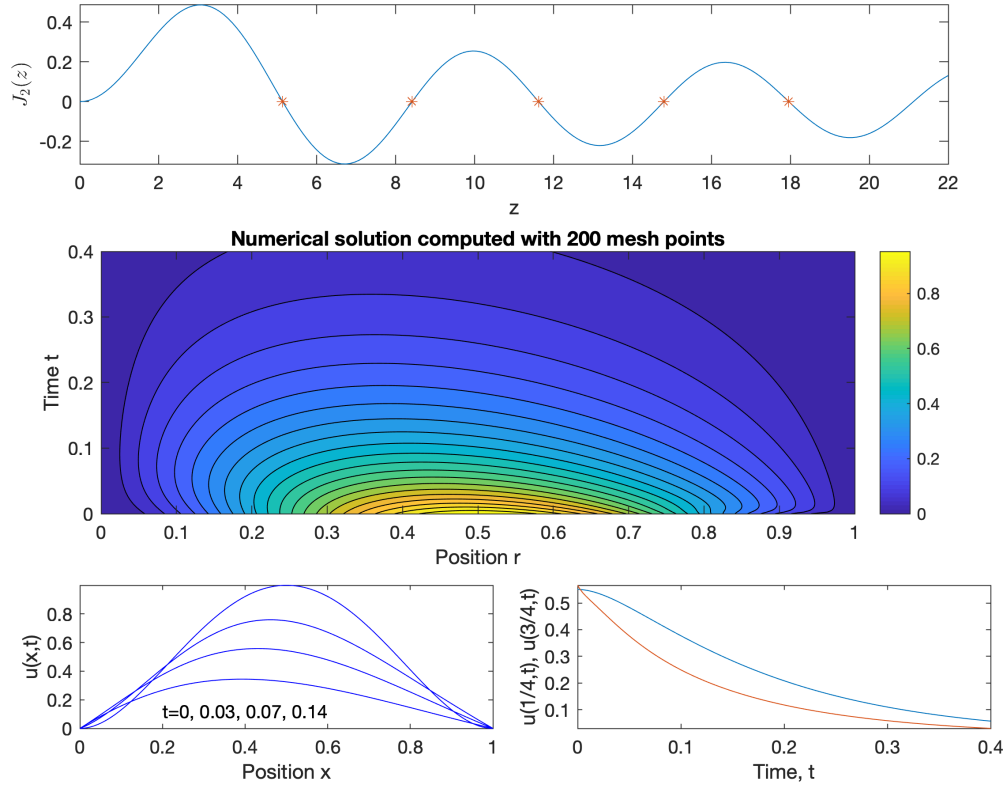 J₂(z)
0.4
0.2
0
-0.2
0 2 4 6 8 10 12 14 16 18 20 22
z
Numerical solution computed with 200 mesh points
Time t
0.4
0.3
0.2
0.1
0
0 0.1 0.2 0.3 0.4 0.5 0.6 0.7 0.8 0.9 1
Position r
0.8
0.6
0.4
0.2
0
u(x,t)
0.8
0.6
0.4
0.2
0
t=0, 0.03, 0.07, 0.14
0 0.2 0.4 0.6 0.8 1
Position x
u(1/4,t), u(3/4,t)
0.5
0.4
0.3
0.2
0.1
0 0.1 0.2 0.3 0.4
Time, t